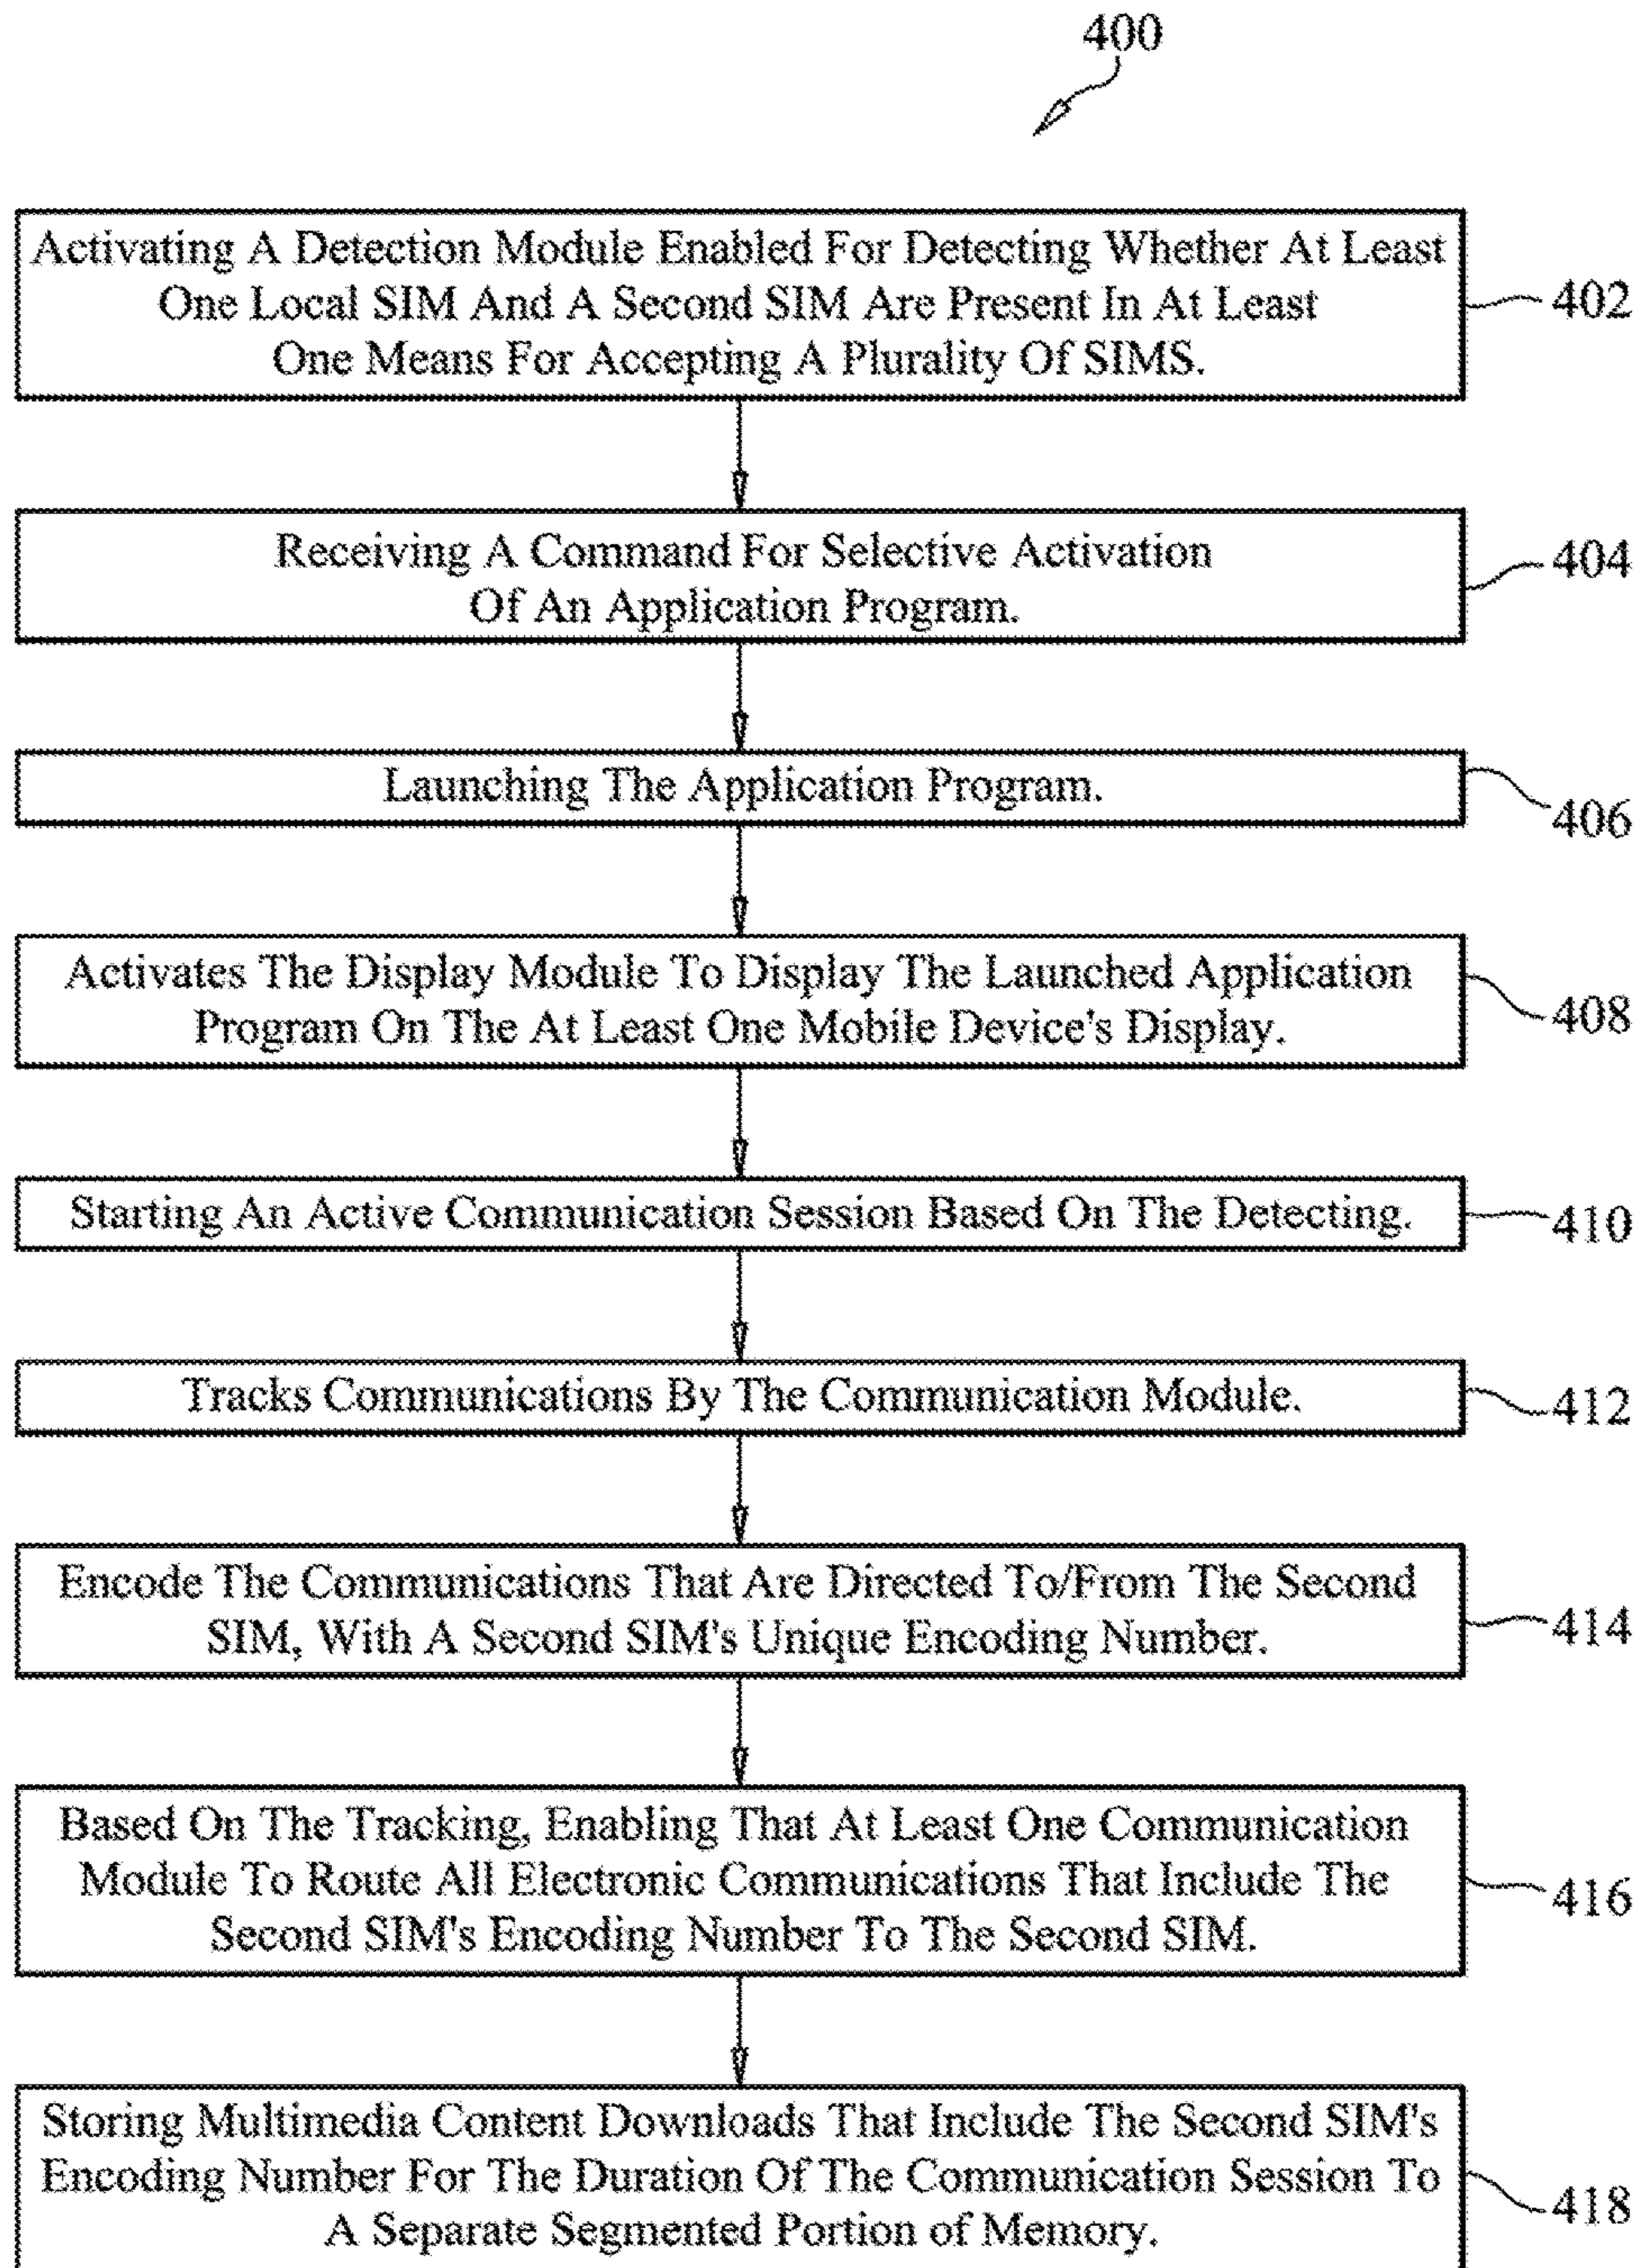 400
Activating A Detection Module Enabled For Detecting Whether At Least
One Local SIM And A Second SIM Are Present In At Least
One Means For Accepting A Plurality Of SIMS.
402
Receiving A Command For Selective Activation
Of An Application Program.
404
Launching The Application Program.
406
Activates The Display Module To Display The Launched Application
Program On The At Least One Mobile Device's Display.
408
Starting An Active Communication Session Based On The Detecting.
410
Tracks Communications By The Communication Module.
412
Encode The Communications That Are Directed To/From The Second
SIM, With A Second SIM's Unique Encoding Number.
414
Based On The Tracking, Enabling That At Least One Communication
Module To Route All Electronic Communications That Include The
Second SIM's Encoding Number To The Second SIM.
416
Storing Multimedia Content Downloads That Include The Second SIM's
Encoding Number For The Duration Of The Communication Session To
A Separate Segmented Portion of Memory.
418